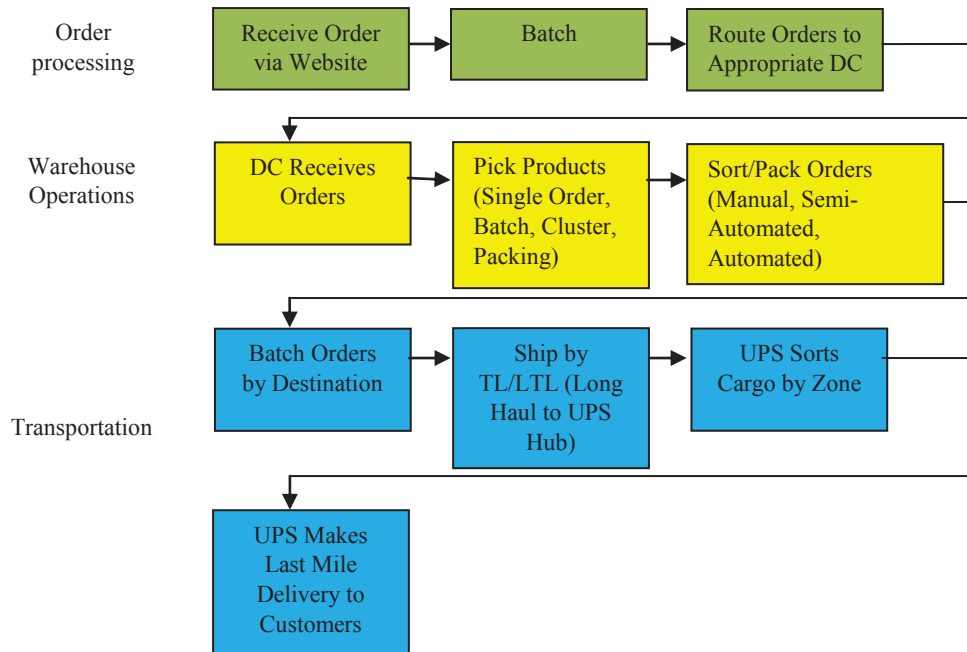 Order
processing
Receive Order
via Website
Batch
Route Orders to
Appropriate DC
Warehouse
Operations
DC Receives
Orders
Pick Products
(Single Order,
Batch, Cluster,
Packing)
Sort/Pack Orders
(Manual, Semi-
Automated,
Automated)
Transportation
Batch Orders
by Destination
Ship by
TL/LTL (Long
Haul to UPS
Hub)
UPS Sorts
Cargo by Zone
UPS Makes
Last Mile
Delivery to
Customers